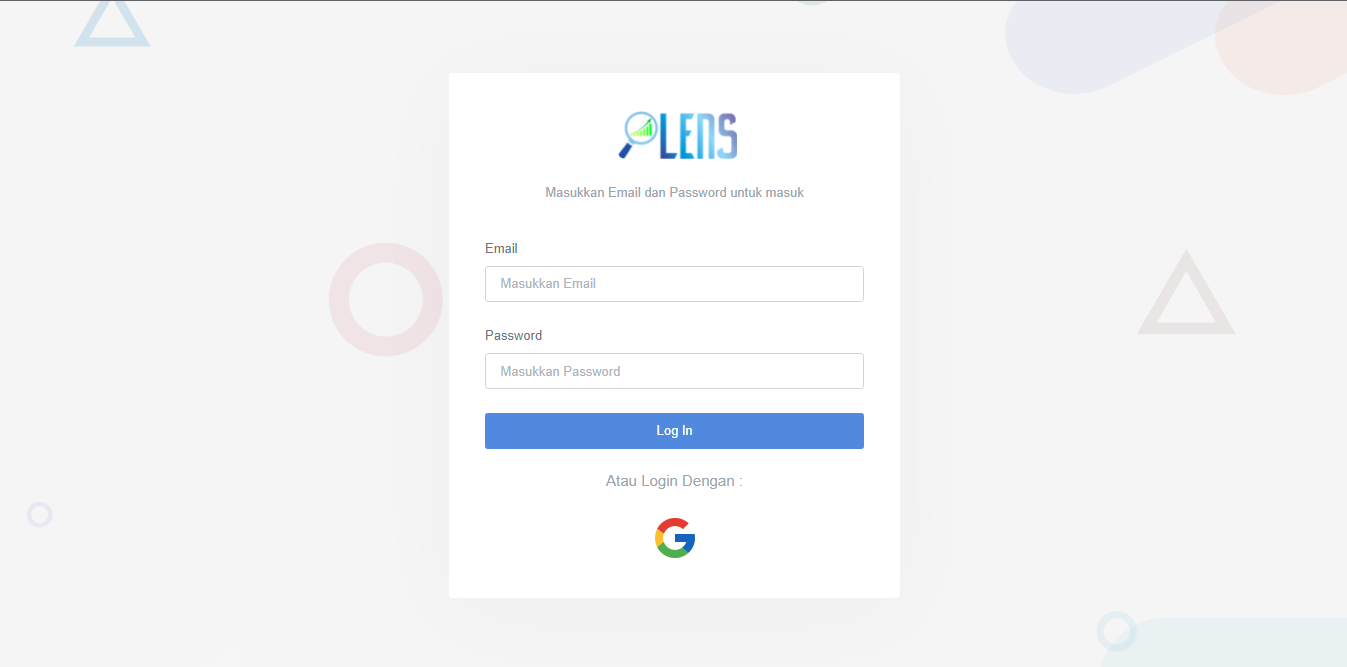 LENS
Masukkan Email dan Password untuk masuk
Email
Masukkan Email
Password
Masukkan Password
Log In
Atau Login Dengan :